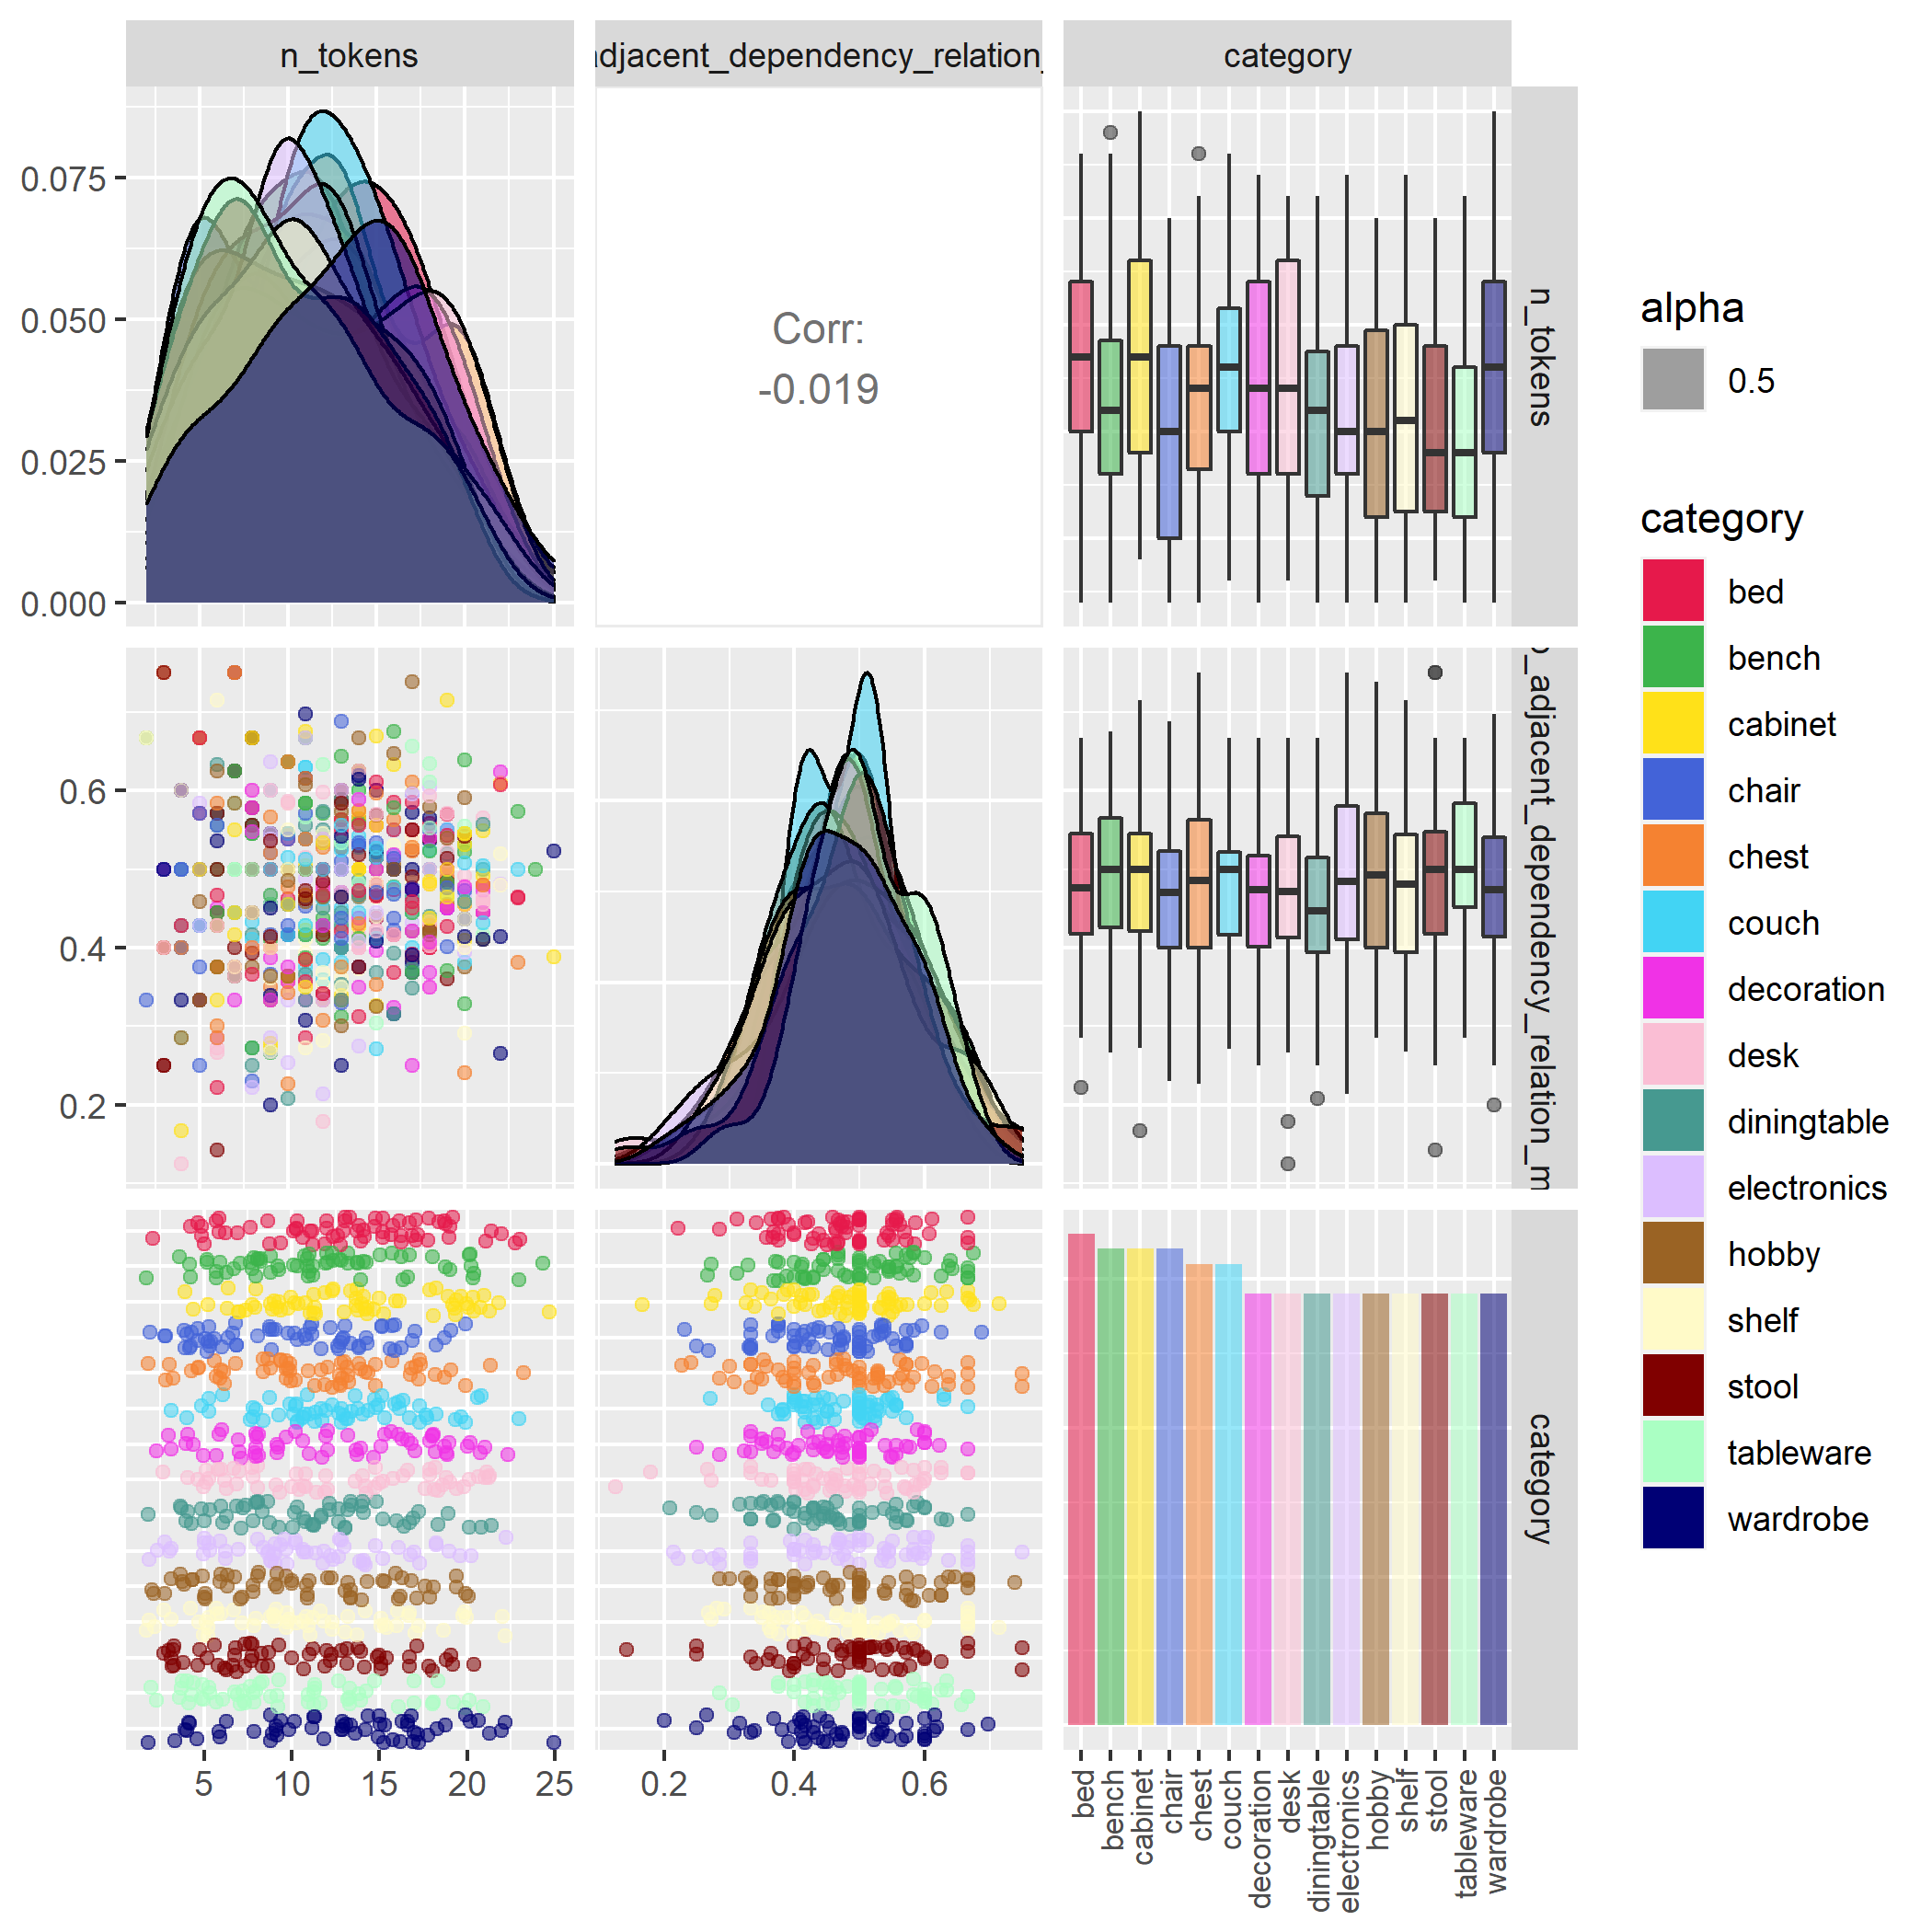 n_tokens
adjacent_dependency_relation_
category
0.075
0.050
0.025
0.000
Corr:
-0.019
n_tokens
0.6
0.4
0.2
_adjacent_dependency_relation_m
category
5 10 15 20 25
0.2 0.4 0.6
bed
bench
cabinet
chair
chest
couch
decoration
desk
diningtable
electronics
hobby
shelf
stool
tableware
wardrobe
alpha
0.5
category
bed
bench
cabinet
chair
chest
couch
decoration
desk
diningtable
electronics
hobby
shelf
stool
tableware
wardrobe